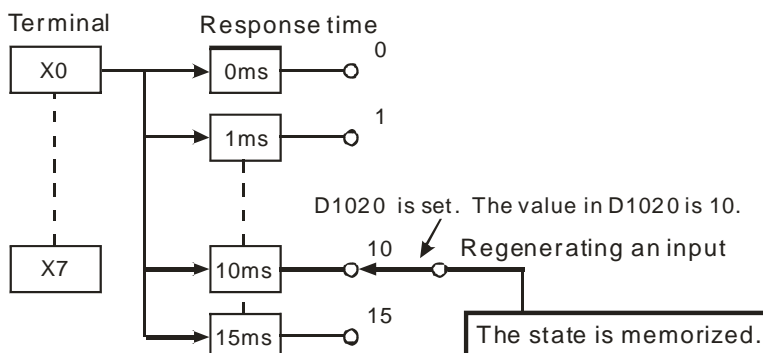 Terminal
Response time
X0
0ms
0
1ms
1
D1020 is set. The value in D1020 is 10.
X7
10ms
10
Regenerating an input
15ms
15
The state is memorized.